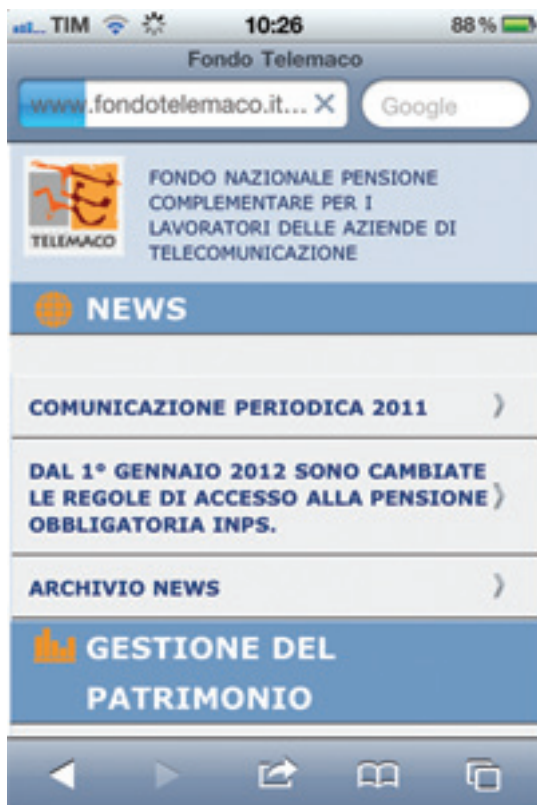 TIM 10:26 88 %
Fondo Telemaco
www.fondotelemaco.it... Google
TELEMACO
FONDO NAZIONALE PENSIONE
COMPLEMENTARE PER I
LAVORATORI DELLE AZIENDE DI
TELECOMUNICAZIONE
NEWS
COMUNICAZIONE PERIODICA 2011
DAL 1° GENNAIO 2012 SONO CAMBIATE
LE REGOLE DI ACCESSO ALLA PENSIONE
OBBLIGATORIA INPS.
ARCHIVIO NEWS
GESTIONE DEL
PATRIMONIO